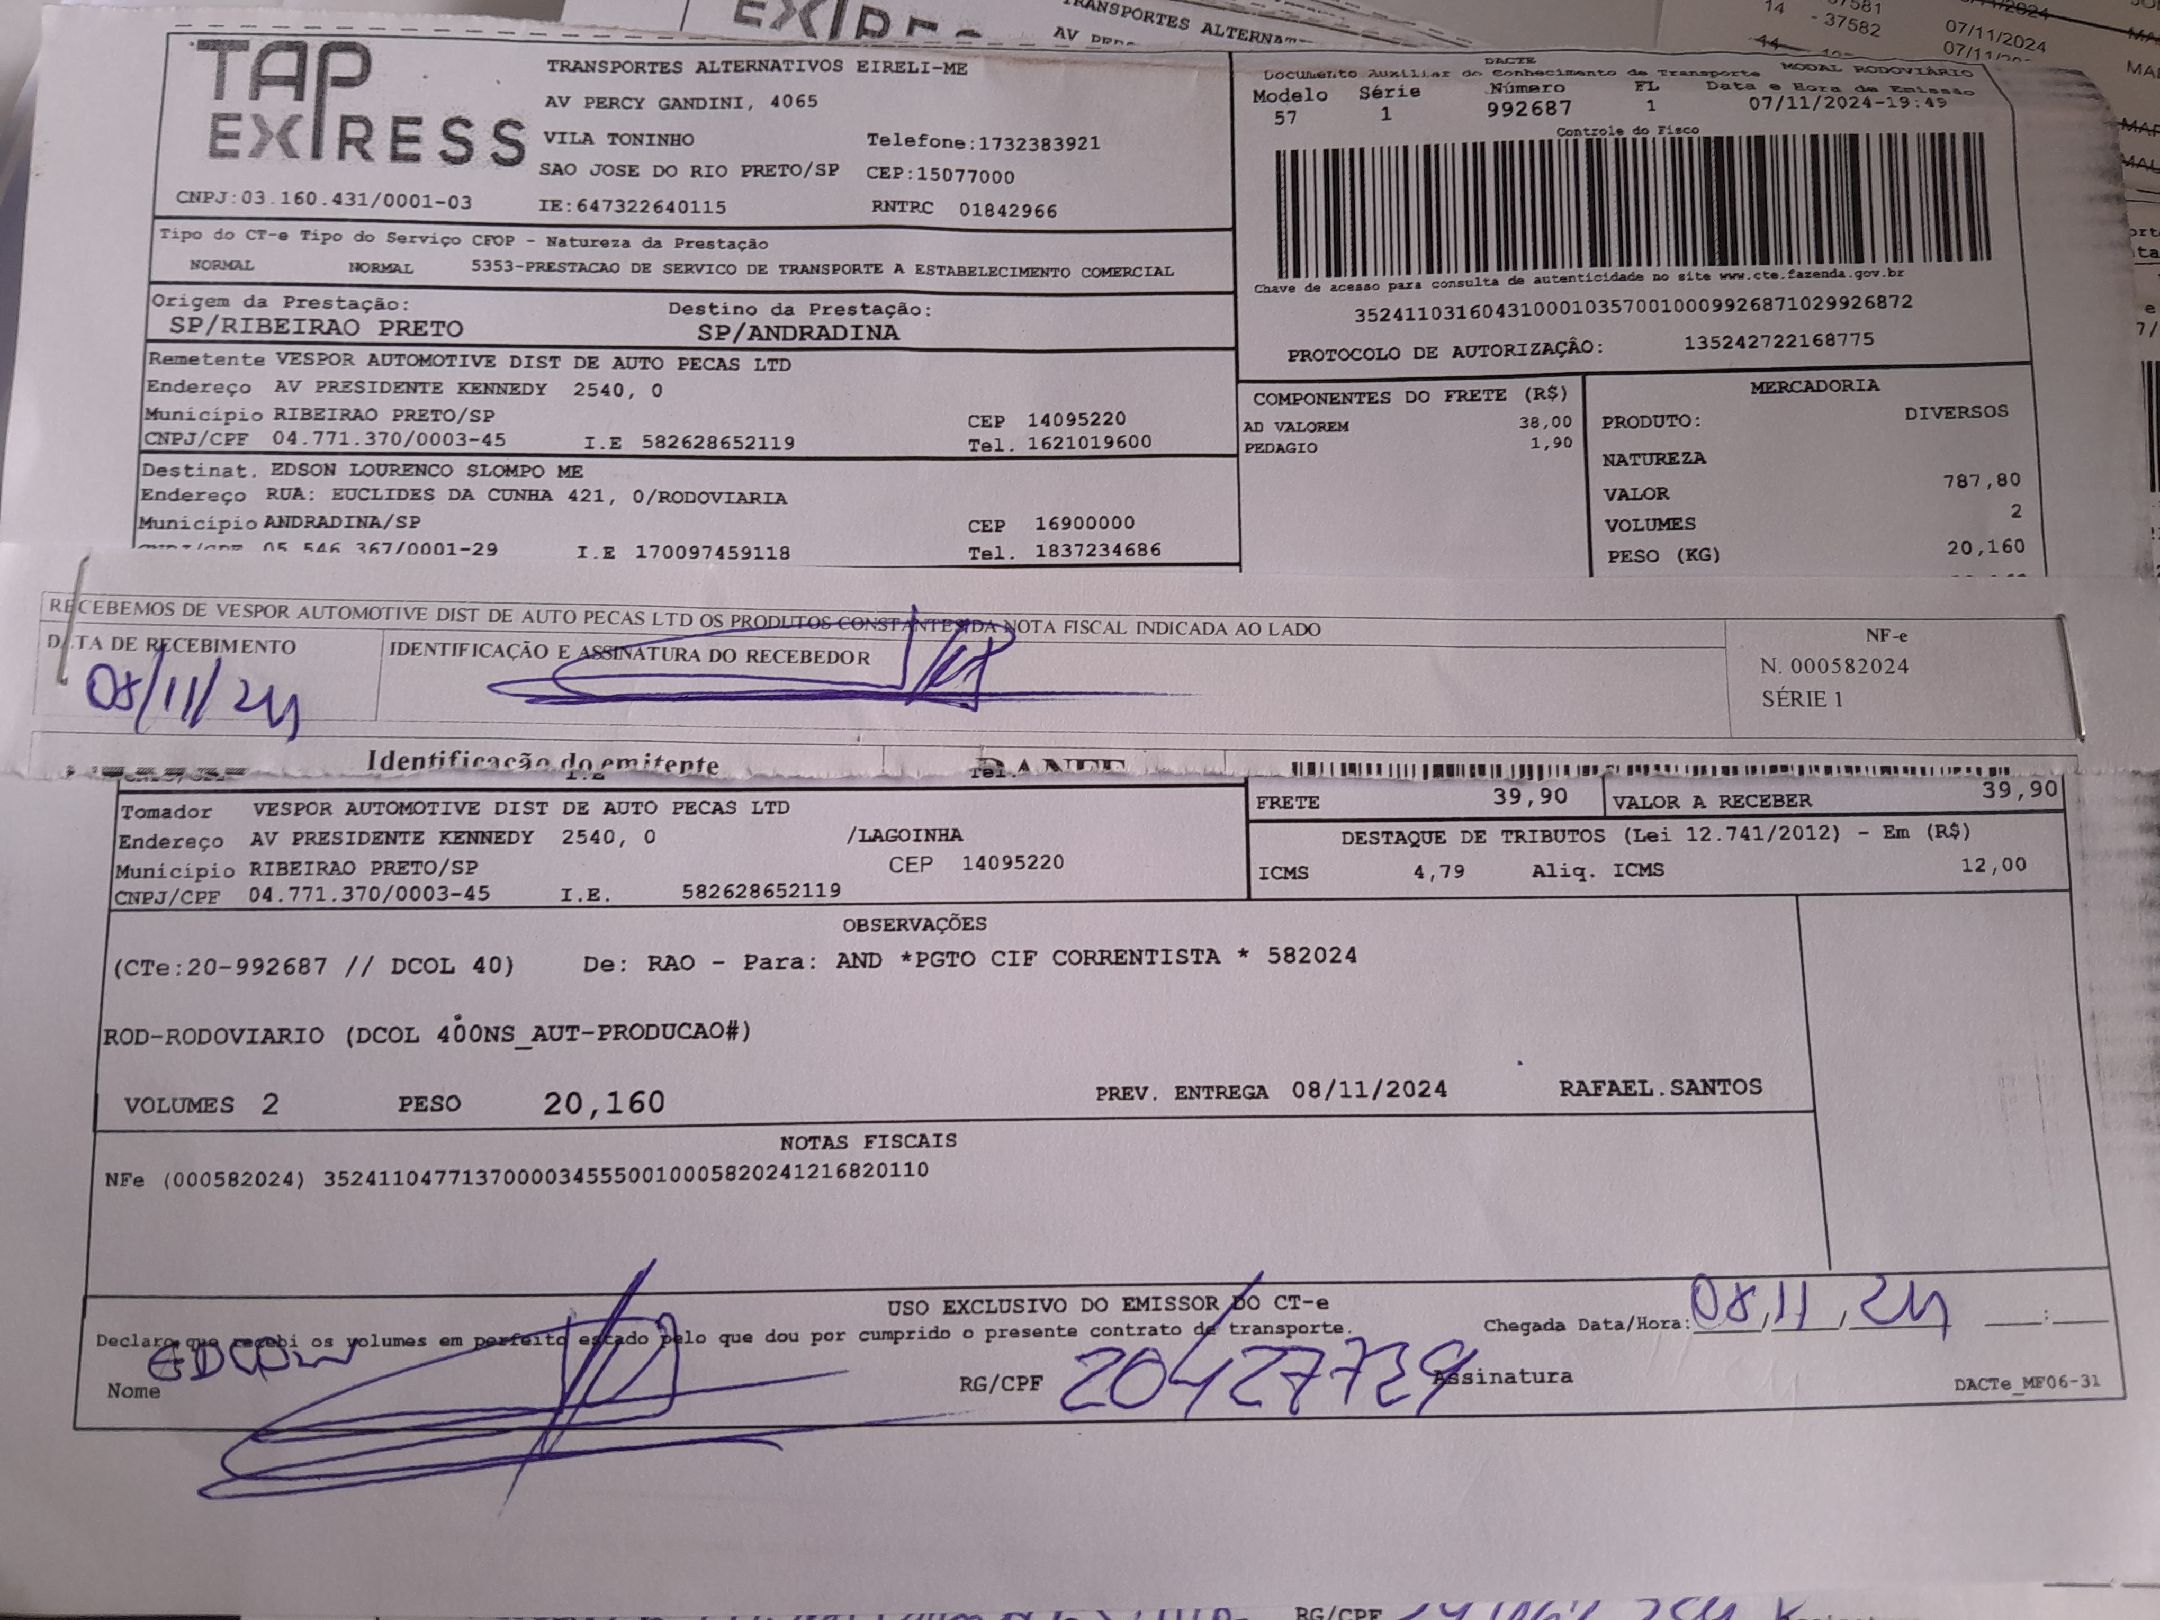 TAP
EXPRESS
TRANSPORTES ALTERNATIVOS EIRELI-ME
AV PERCY GANDINI, 4065
VILA TONINHO Telefone:1732383921
SAO JOSE DO RIO PRETO/SP CEP:15077000
CNPJ:03.160.431/0001-03 IE:647322640115 RNTRC 01842966
DACTE
Documento Auxiliar do Conhecimento de Transporte MODAL RODOVIÁRIO
Modelo Série Número FL Data e Hora de Emissão
57 1 992687 1 07/11/2024-19:49
Controle do Fisco
Chave de acesso para consulta de autenticidade no site www.cte.fazenda.gov.br
35241103160431000103570010009926871029926872
PROTOCOLO DE AUTORIZAÇÃO: 135242722168775
Tipo do CT-e Tipo do Serviço CFOP - Natureza da Prestação
NORMAL NORMAL 5353-PRESTACAO DE SERVICO DE TRANSPORTE A ESTABELECIMENTO COMERCIAL
Origem da Prestação: Destino da Prestação:
SP/RIBEIRAO PRETO SP/ANDRADINA
Remetente VESPOR AUTOMOTIVE DIST DE AUTO PECAS LTD
Endereço AV PRESIDENTE KENNEDY 2540, 0
Município RIBEIRAO PRETO/SP CEP 14095220
CNPJ/CPF 04.771.370/0003-45 I.E 582628652119 Tel. 1621019600
Destinat. EDSON LOURENCO SLOMPO ME
Endereço RUA: EUCLIDES DA CUNHA 421, 0/RODOVIARIA
Município ANDRADINA/SP CEP 16900000
CNPJ/CPF 05.546.367/0001-29 I.E 170097459118 Tel. 1837234686
COMPONENTES DO FRETE (R$)
AD VALOREM 38,00
PEDAGIO 1,90
MERCADORIA
PRODUTO: DIVERSOS
NATUREZA
VALOR 787,80
VOLUMES 2
PESO (KG) 20,160
RECEBEMOS DE VESPOR AUTOMOTIVE DIST DE AUTO PECAS LTD OS PRODUTOS CONSTANTES DA NOTA FISCAL INDICADA AO LADO
DATA DE RECEBIMENTO IDENTIFICAÇÃO E ASSINATURA DO RECEBEDOR
08/11/24
NF-e
N. 000582024
SÉRIE 1
Identificação do emitente DANFE
Tel.
Tomador VESPOR AUTOMOTIVE DIST DE AUTO PECAS LTD
Endereço AV PRESIDENTE KENNEDY 2540, 0 /LAGOINHA
Município RIBEIRAO PRETO/SP CEP 14095220
CNPJ/CPF 04.771.370/0003-45 I.E. 582628652119
FRETE 39,90 VALOR A RECEBER 39,90
DESTAQUE DE TRIBUTOS (Lei 12.741/2012) - Em (R$)
ICMS 4,79 Aliq. ICMS 12,00
OBSERVAÇÕES
(CTe:20-992687 // DCOL 40) De: RAO - Para: AND *PGTO CIF CORRENTISTA * 582024
ROD-RODOVIARIO (DCOL 400NS_AUT-PRODUCAO#)
VOLUMES 2 PESO 20,160 PREV. ENTREGA 08/11/2024 RAFAEL.SANTOS
NOTAS FISCAIS
NFe (000582024) 35241104771370000345550010005820241216820110
USO EXCLUSIVO DO EMISSOR DO CT-e
Declaro que recebi os volumes em perfeito estado pelo que dou por cumprido o presente contrato de transporte. Chegada Data/Hora: 08/11/24 :
Nome RG/CPF 20427729 Assinatura
DACTe_MF06-31